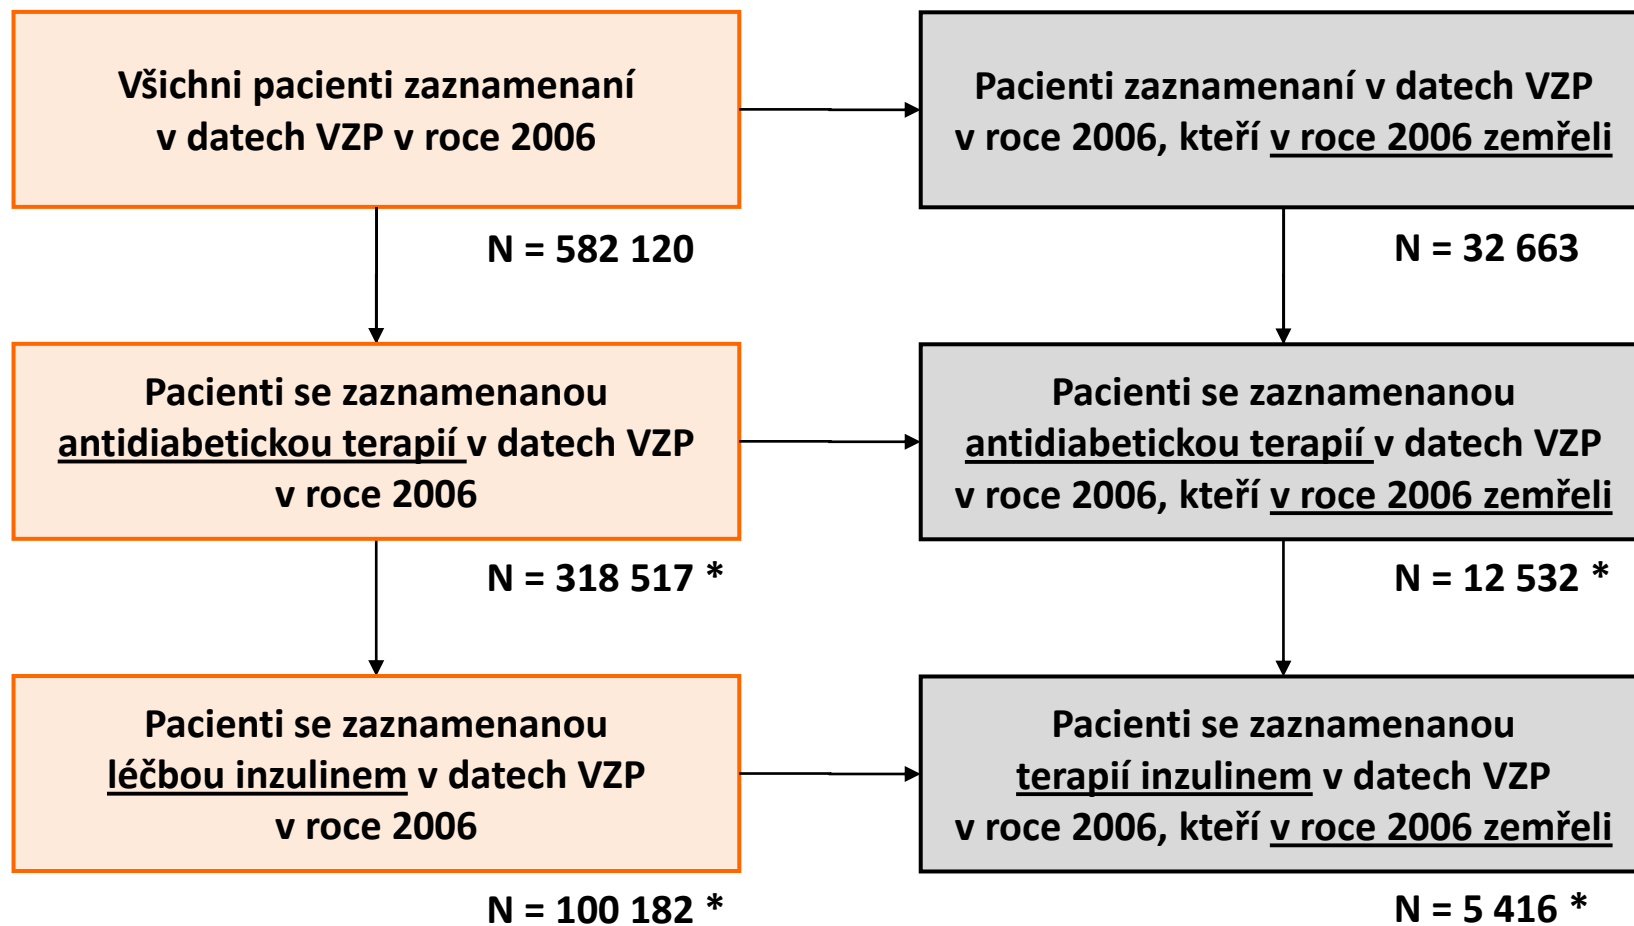 Všichni pacienti zaznamenaní
v datech VZP v roce 2006
N = 582 120
Pacienti zaznamenaní v datech VZP
v roce 2006, kteří v roce 2006 zemřeli
N = 32 663
Pacienti se zaznamenanou
antidiabetickou terapií v datech VZP
v roce 2006
N = 318 517 *
Pacienti se zaznamenanou
antidiabetickou terapií v datech VZP
v roce 2006, kteří v roce 2006 zemřeli
N = 12 532 *
Pacienti se zaznamenanou
léčbou inzulinem v datech VZP
v roce 2006
N = 100 182 *
Pacienti se zaznamenanou
terapií inzulinem v datech VZP
v roce 2006, kteří v roce 2006 zemřeli
N = 5 416 *